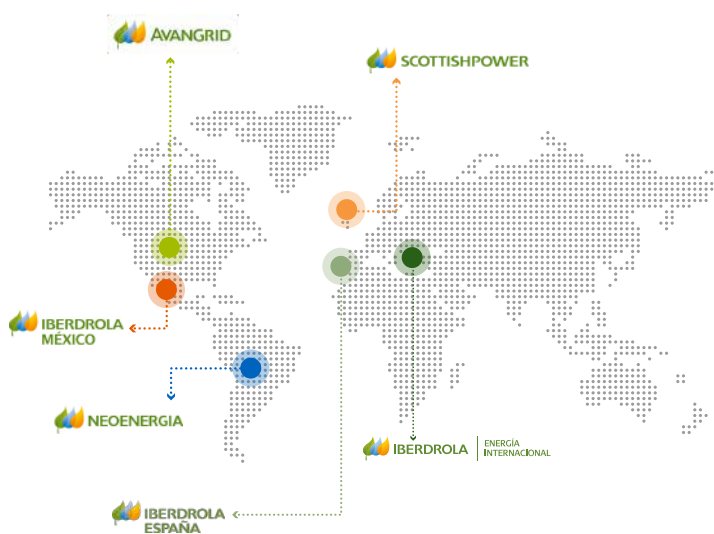 AVANGRID
SCOTTISHPOWER
IBERDROLA
MÉXICO
NEOENERGIA
IBERDROLA
ENERGÍA
INTERNACIONAL
IBERDROLA
ESPAÑA